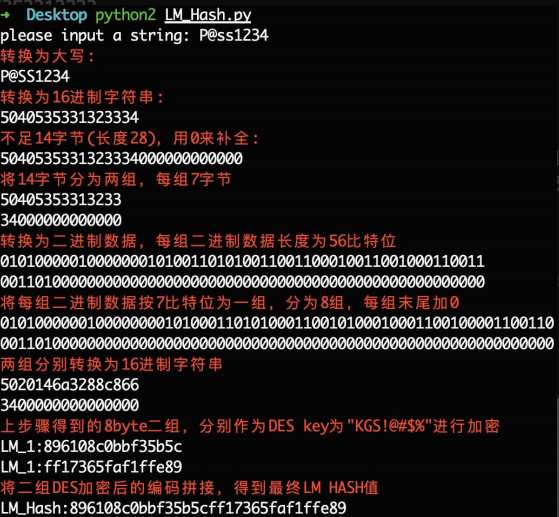 ➜ Desktop python2 LM_Hash.py
please input a string: P@ss1234
转换为大写:
P@SS1234
转换为16进制字符串:
5040535331323334
不足14字节(长度28)，用0来补全:
5040535331323334000000000000
将14字节分为两组，每组7字节
50405353313233
34000000000000
转换为二进制数据，每组二进制数据长度为56比特位
01010000010000000101001101010011001100010011001000110011
00110100000000000000000000000000000000000000000000000000
将每组二进制数据按7比特位为一组，分为8组，每组末尾加0
0101000000100000000101000110101000110010100010001100100001100110
0011010000000000000000000000000000000000000000000000000000000000
两组分别转换为16进制字符串
5020146a3288c866
3400000000000000
上步骤得到的8byte二组，分别作为DES key为"KGS!@#$%"进行加密
LM_1:896108c0bbf35b5c
LM_1:ff17365faf1ffe89
将二组DES加密后的编码拼接，得到最终LM HASH值
LM_Hash:896108c0bbf35b5cff17365faf1ffe89